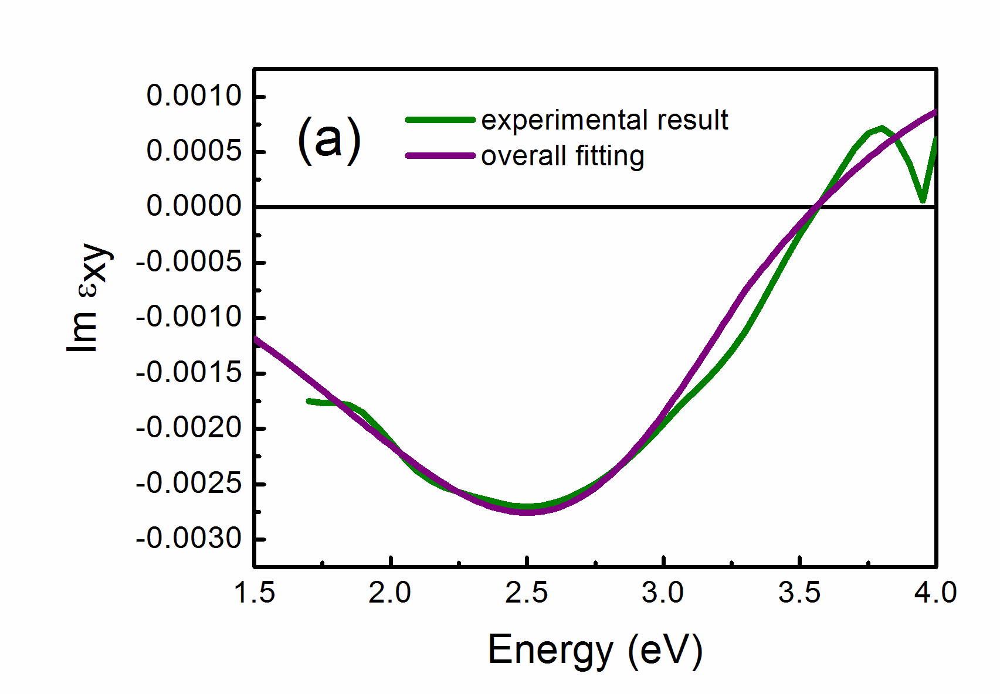 0.0010
0.0005
0.0000
-0.0005
-0.0010
-0.0015
-0.0020
-0.0025
-0.0030
Im εxy
(a)
experimental result
overall fitting
1.5 2.0 2.5 3.0 3.5 4.0
Energy (eV)